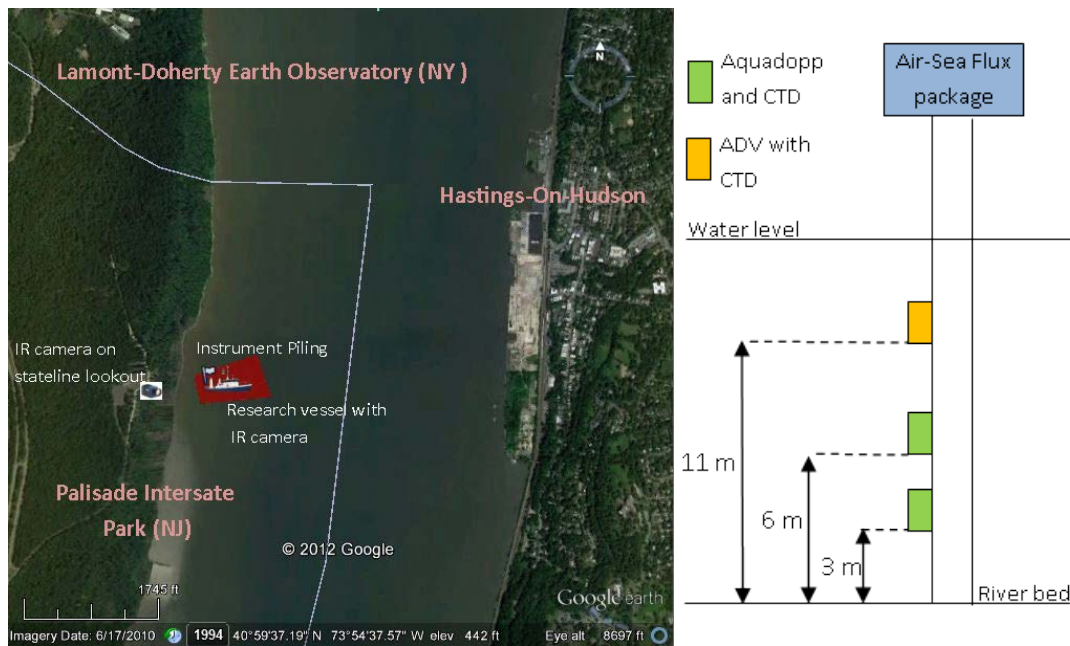 Lamont-Doherty Earth Observatory (NY )
N
Hastings-On-Hudson
H
IR camera on
stateline lookout
Instrument Piling
Research vessel with
IR camera
Palisade Intersate
Park (NJ)
© 2012 Google
1745 ft
Google earth
Imagery Date: 6/17/2010 1994 40°59'37.19" N 73°54'37.57" W elev 442 ft Eye alt 8697 ft
Aquadopp
and CTD
ADV with
CTD
Air-Sea Flux
package
Water level
11 m
6 m
3 m
River bed